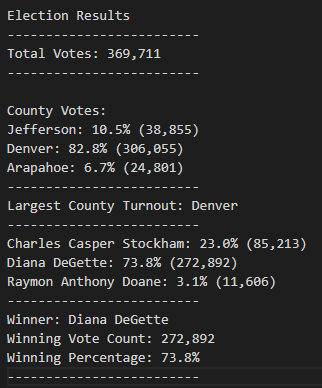 Election Results
-------------------------
Total Votes: 369,711
-------------------------
County Votes:
Jefferson: 10.5% (38,855)
Denver: 82.8% (306,055)
Arapahoe: 6.7% (24,801)
-------------------------
Largest County Turnout: Denver
-------------------------
Charles Casper Stockham: 23.0% (85,213)
Diana DeGette: 73.8% (272,892)
Raymon Anthony Doane: 3.1% (11,606)
-------------------------
Winner: Diana DeGette
Winning Vote Count: 272,892
Winning Percentage: 73.8%
-------------------------